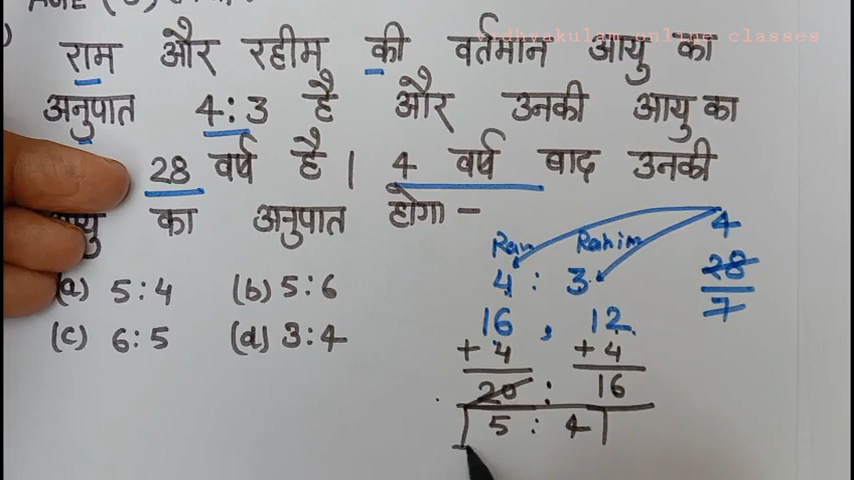 vidhyakulam online classes
राम और रहीम की वर्तमान आयु का
अनुपात 4:3 है और उनकी आयु का
28 वर्ष है। 4 वर्ष बाद उनकी
का अनुपात होगा -
(a) 5:4 (b) 5:6
(c) 6:5 (d) 3:4
Ram Rahim
4 : 3
16 , 12
+4 +4
20 : 16
5 : 4
4
28
7